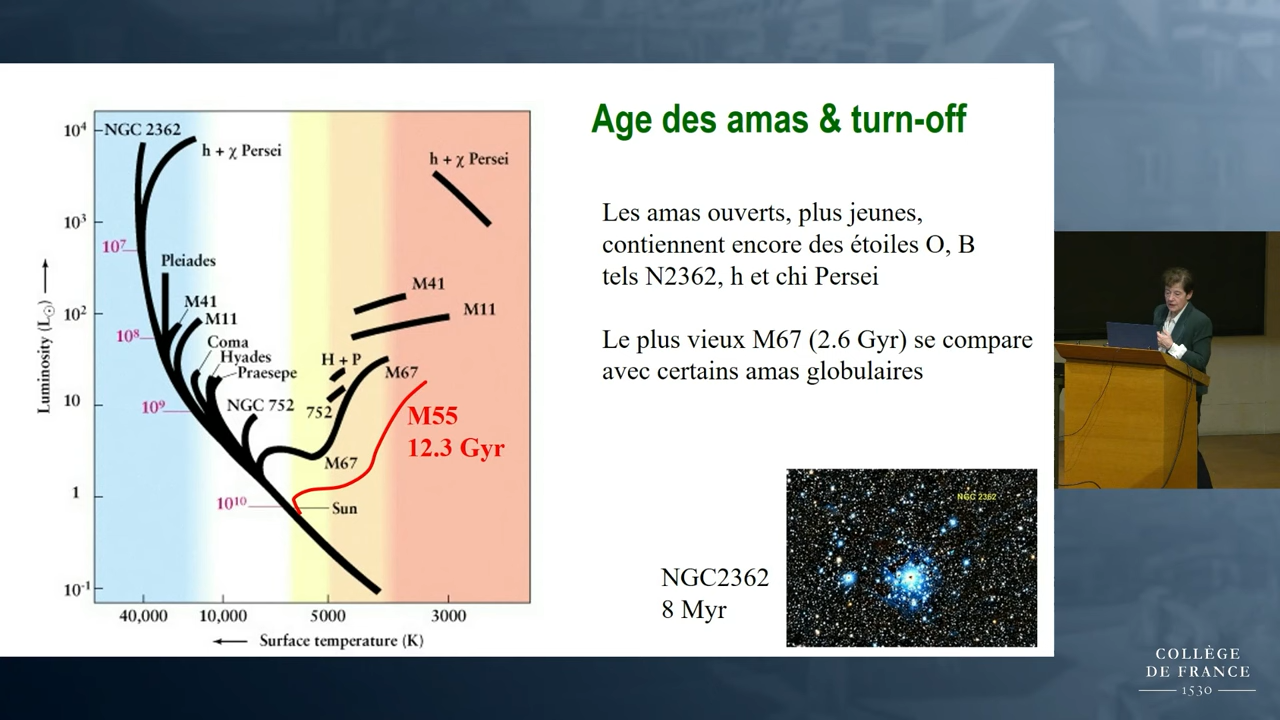 Age des amas & turn-off
Les amas ouverts, plus jeunes,
contiennent encore des étoiles O, B
tels N2362, h et chi Persei
Le plus vieux M67 (2.6 Gyr) se compare
avec certains amas globulaires
Luminosity (L☉)
10⁴
10³
10²
10
1
10⁻¹
NGC 2362
h + χ Persei
h + χ Persei
10⁷
Pleiades
M41
M41
M11
M11
10⁸
Coma
Hyades
Praesepe
H + P
M67
10⁹
NGC 752
752
M55
12.3 Gyr
M67
10¹⁰
Sun
40,000
10,000
5000
3000
Surface temperature (K)
NGC 2362
NGC2362
8 Myr
COLLÈGE
DE FRANCE
1530